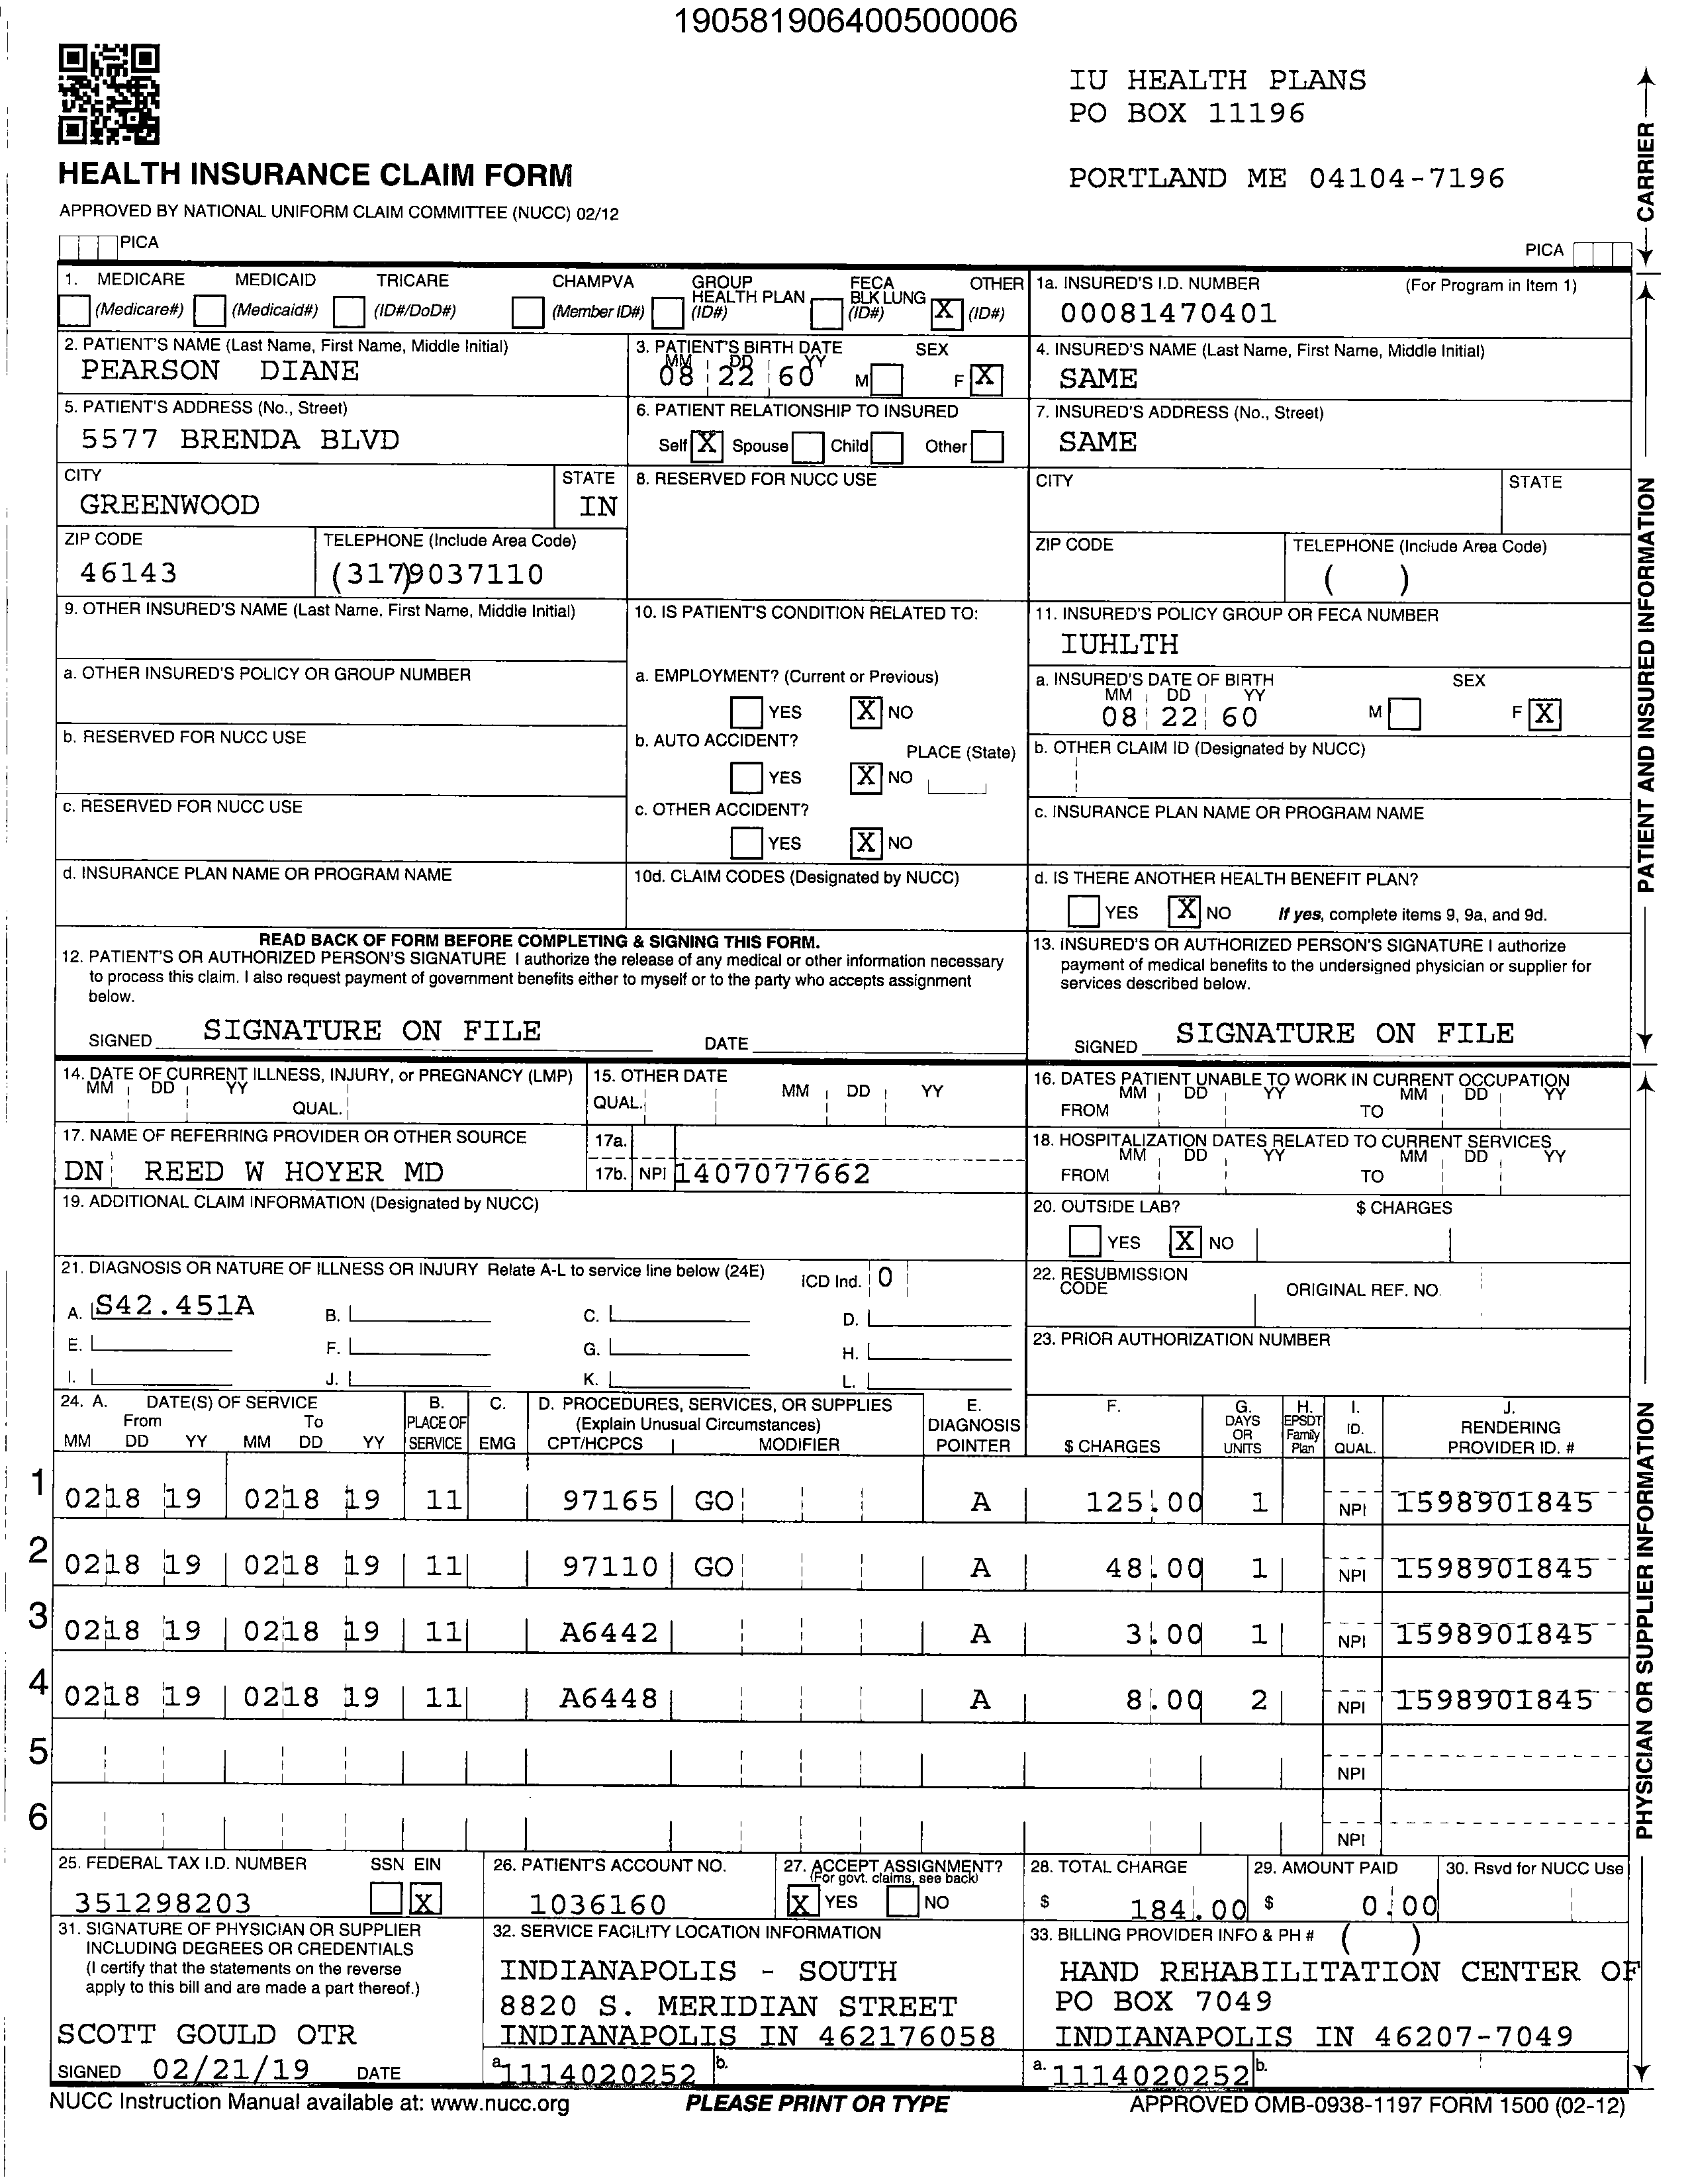 190581906400500006
IU HEALTH PLANS
PO BOX 11196
HEALTH INSURANCE CLAIM FORM
PORTLAND ME 04104-7196
APPROVED BY NATIONAL UNIFORM CLAIM COMMITTEE (NUCC) 02/12
PICA
PICA
CARRIER
1. MEDICARE MEDICAID TRICARE CHAMPVA GROUP HEALTH PLAN FECA BLK LUNG OTHER
(Medicare#) (Medicaid#) (ID#/DoD#) (Member ID#) (ID#) (ID#) X (ID#)
1a. INSURED'S I.D. NUMBER (For Program in Item 1)
00081470401
2. PATIENT'S NAME (Last Name, First Name, Middle Initial)
PEARSON DIANE
3. PATIENT'S BIRTH DATE SEX
MM DD YY
08 22 60 M F X
4. INSURED'S NAME (Last Name, First Name, Middle Initial)
SAME
5. PATIENT'S ADDRESS (No., Street)
5577 BRENDA BLVD
6. PATIENT RELATIONSHIP TO INSURED
Self X Spouse Child Other
7. INSURED'S ADDRESS (No., Street)
SAME
CITY STATE
GREENWOOD IN
8. RESERVED FOR NUCC USE
CITY STATE
ZIP CODE TELEPHONE (Include Area Code)
46143 (317)9037110
ZIP CODE TELEPHONE (Include Area Code)
( )
9. OTHER INSURED'S NAME (Last Name, First Name, Middle Initial)
10. IS PATIENT'S CONDITION RELATED TO:
11. INSURED'S POLICY GROUP OR FECA NUMBER
IUHLTH
a. OTHER INSURED'S POLICY OR GROUP NUMBER
a. EMPLOYMENT? (Current or Previous)
YES X NO
a. INSURED'S DATE OF BIRTH SEX
MM DD YY
08 22 60 M F X
b. RESERVED FOR NUCC USE
b. AUTO ACCIDENT? PLACE (State)
YES X NO
b. OTHER CLAIM ID (Designated by NUCC)
c. RESERVED FOR NUCC USE
c. OTHER ACCIDENT?
YES X NO
c. INSURANCE PLAN NAME OR PROGRAM NAME
d. INSURANCE PLAN NAME OR PROGRAM NAME
10d. CLAIM CODES (Designated by NUCC)
d. IS THERE ANOTHER HEALTH BENEFIT PLAN?
YES X NO If yes, complete items 9, 9a, and 9d.
PATIENT AND INSURED INFORMATION
READ BACK OF FORM BEFORE COMPLETING & SIGNING THIS FORM.
12. PATIENT'S OR AUTHORIZED PERSON'S SIGNATURE I authorize the release of any medical or other information necessary
to process this claim. I also request payment of government benefits either to myself or to the party who accepts assignment
below.
SIGNED SIGNATURE ON FILE DATE
13. INSURED'S OR AUTHORIZED PERSON'S SIGNATURE I authorize
payment of medical benefits to the undersigned physician or supplier for
services described below.
SIGNED SIGNATURE ON FILE
14. DATE OF CURRENT ILLNESS, INJURY, or PREGNANCY (LMP)
MM DD YY
QUAL.
15. OTHER DATE
QUAL. MM DD YY
16. DATES PATIENT UNABLE TO WORK IN CURRENT OCCUPATION
MM DD YY MM DD YY
FROM TO
17. NAME OF REFERRING PROVIDER OR OTHER SOURCE
DN REED W HOYER MD
17a.
17b. NPI 1407077662
18. HOSPITALIZATION DATES RELATED TO CURRENT SERVICES
MM DD YY MM DD YY
FROM TO
19. ADDITIONAL CLAIM INFORMATION (Designated by NUCC)
20. OUTSIDE LAB? $ CHARGES
YES X NO
21. DIAGNOSIS OR NATURE OF ILLNESS OR INJURY Relate A-L to service line below (24E) ICD Ind. 0
A. S42.451A B. C. D.
E. F. G. H.
I. J. K. L.
22. RESUBMISSION CODE ORIGINAL REF. NO.
23. PRIOR AUTHORIZATION NUMBER
24. A. DATE(S) OF SERVICE B. C. D. PROCEDURES, SERVICES, OR SUPPLIES E. F. G. H. I. J.
From To PLACE OF (Explain Unusual Circumstances) DIAGNOSIS DAYS OR EPSDT Family ID. RENDERING
MM DD YY MM DD YY SERVICE EMG CPT/HCPCS MODIFIER POINTER $ CHARGES UNITS Plan QUAL. PROVIDER ID. #
1 02 18 19 02 18 19 11 97165 GO A 125.00 1 NPI 1598901845
2 02 18 19 02 18 19 11 97110 GO A 48.00 1 NPI 1598901845
3 02 18 19 02 18 19 11 A6442 A 3.00 1 NPI 1598901845
4 02 18 19 02 18 19 11 A6448 A 8.00 2 NPI 1598901845
5 NPI
6 NPI
PHYSICIAN OR SUPPLIER INFORMATION
25. FEDERAL TAX I.D. NUMBER SSN EIN
351298203 X
26. PATIENT'S ACCOUNT NO.
1036160
27. ACCEPT ASSIGNMENT?
(For govt. claims, see back)
X YES NO
28. TOTAL CHARGE
$ 184.00
29. AMOUNT PAID
$ 0.00
30. Rsvd for NUCC Use
31. SIGNATURE OF PHYSICIAN OR SUPPLIER
INCLUDING DEGREES OR CREDENTIALS
(I certify that the statements on the reverse
apply to this bill and are made a part thereof.)
SCOTT GOULD OTR
SIGNED 02/21/19 DATE
32. SERVICE FACILITY LOCATION INFORMATION
INDIANAPOLIS - SOUTH
8820 S. MERIDIAN STREET
INDIANAPOLIS IN 462176058
a. 1114020252 b.
33. BILLING PROVIDER INFO & PH # ( )
HAND REHABILITATION CENTER OF
PO BOX 7049
INDIANAPOLIS IN 46207-7049
a. 1114020252 b.
NUCC Instruction Manual available at: www.nucc.org
PLEASE PRINT OR TYPE
APPROVED OMB-0938-1197 FORM 1500 (02-12)